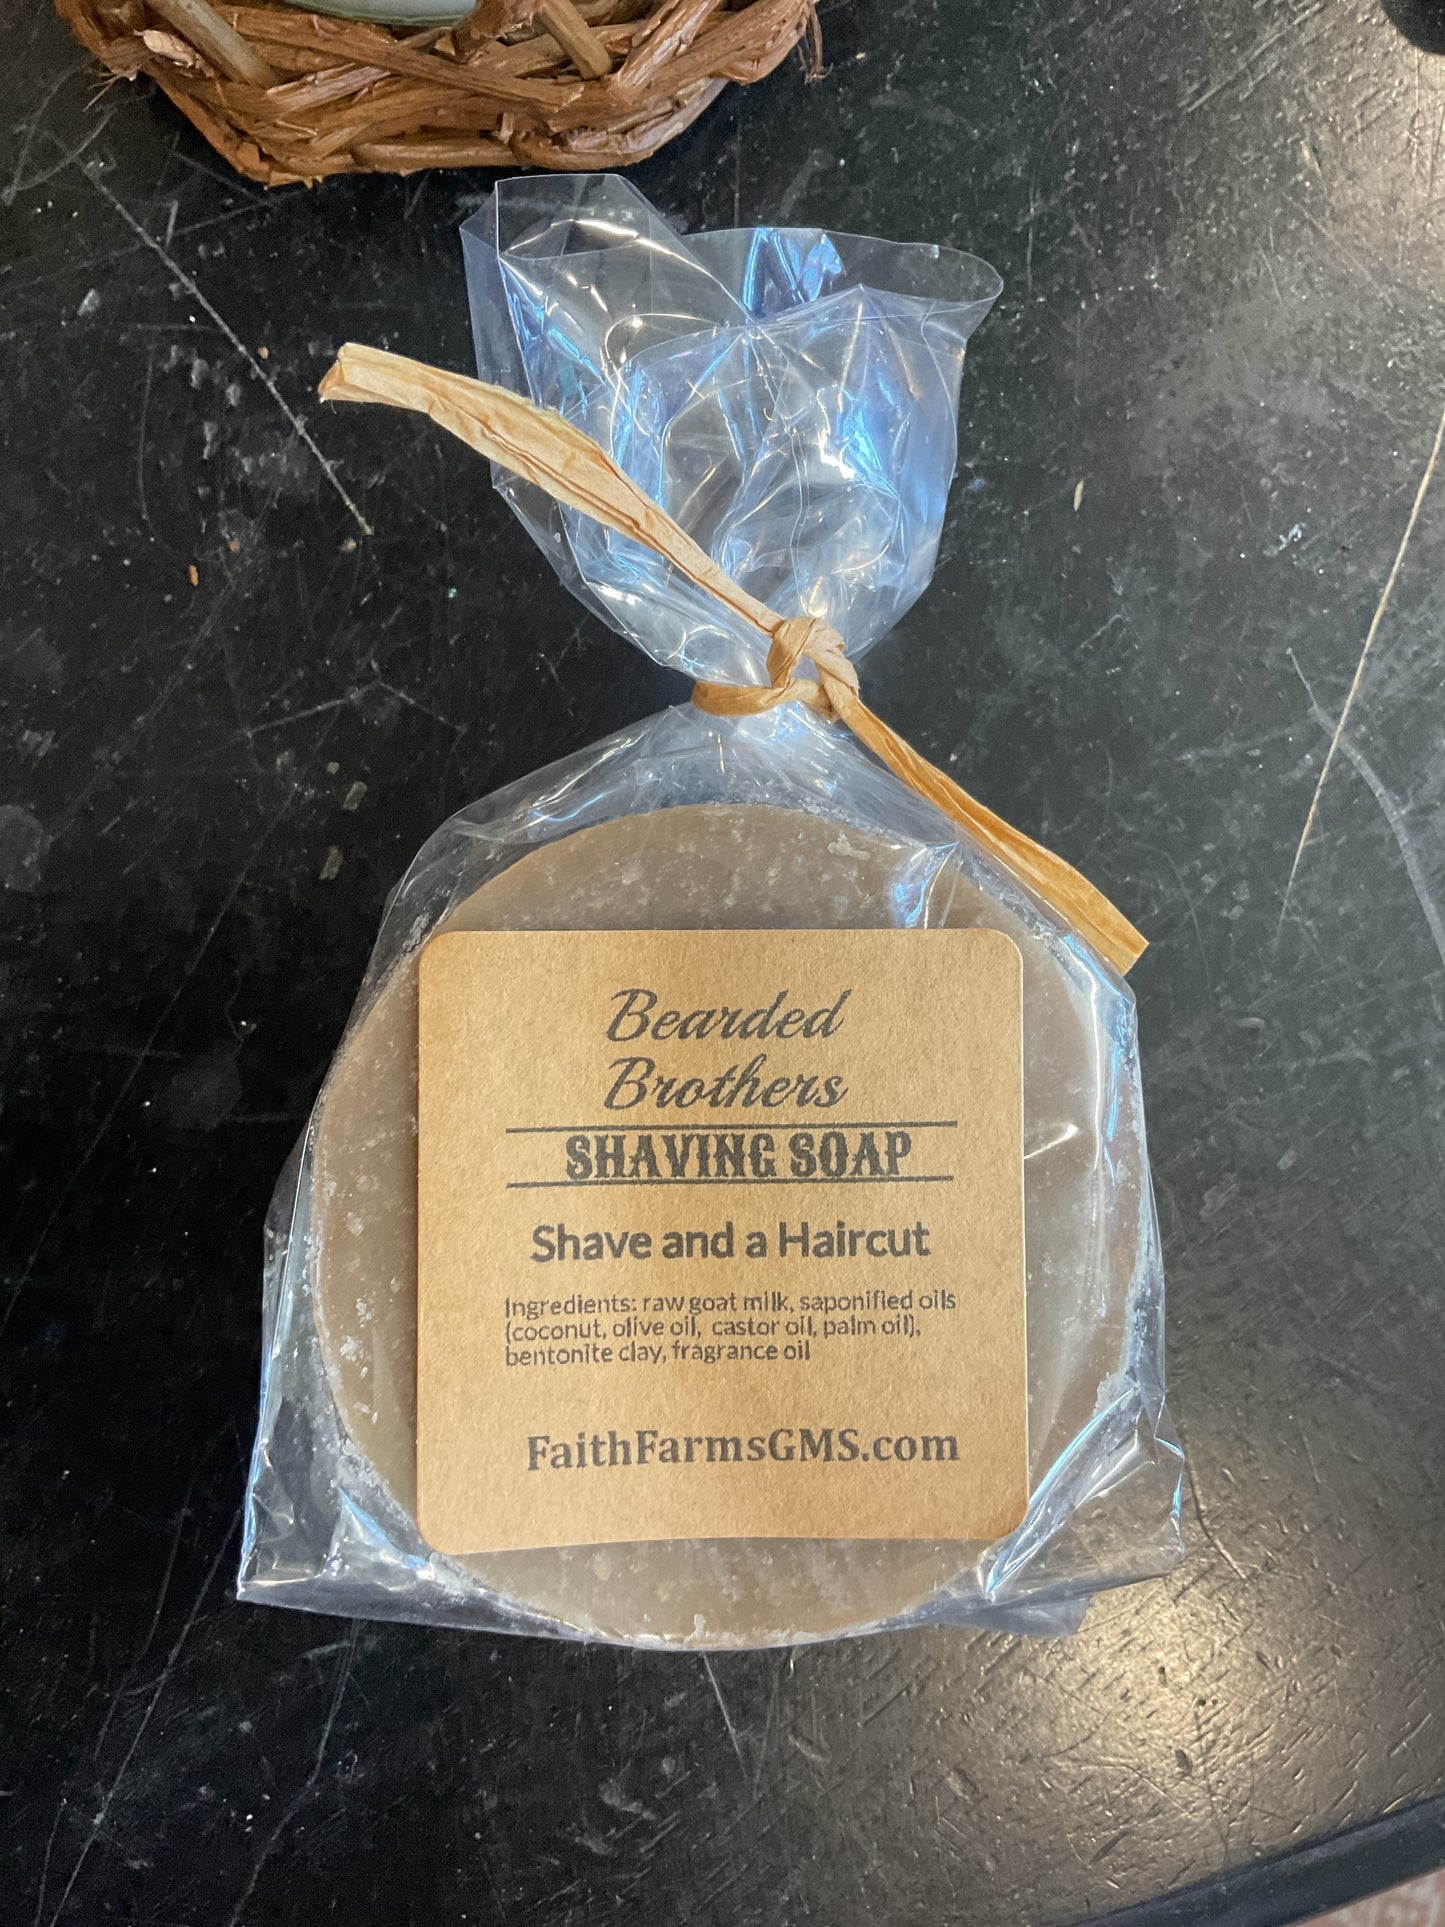 Bearded
Brothers
SHAVING SOAP
Shave and a Haircut
Ingredients: raw goat milk, saponified oils
(coconut, olive oil, castor oil, palm oil),
bentonite clay, fragrance oil
FaithFarmsGMS.com